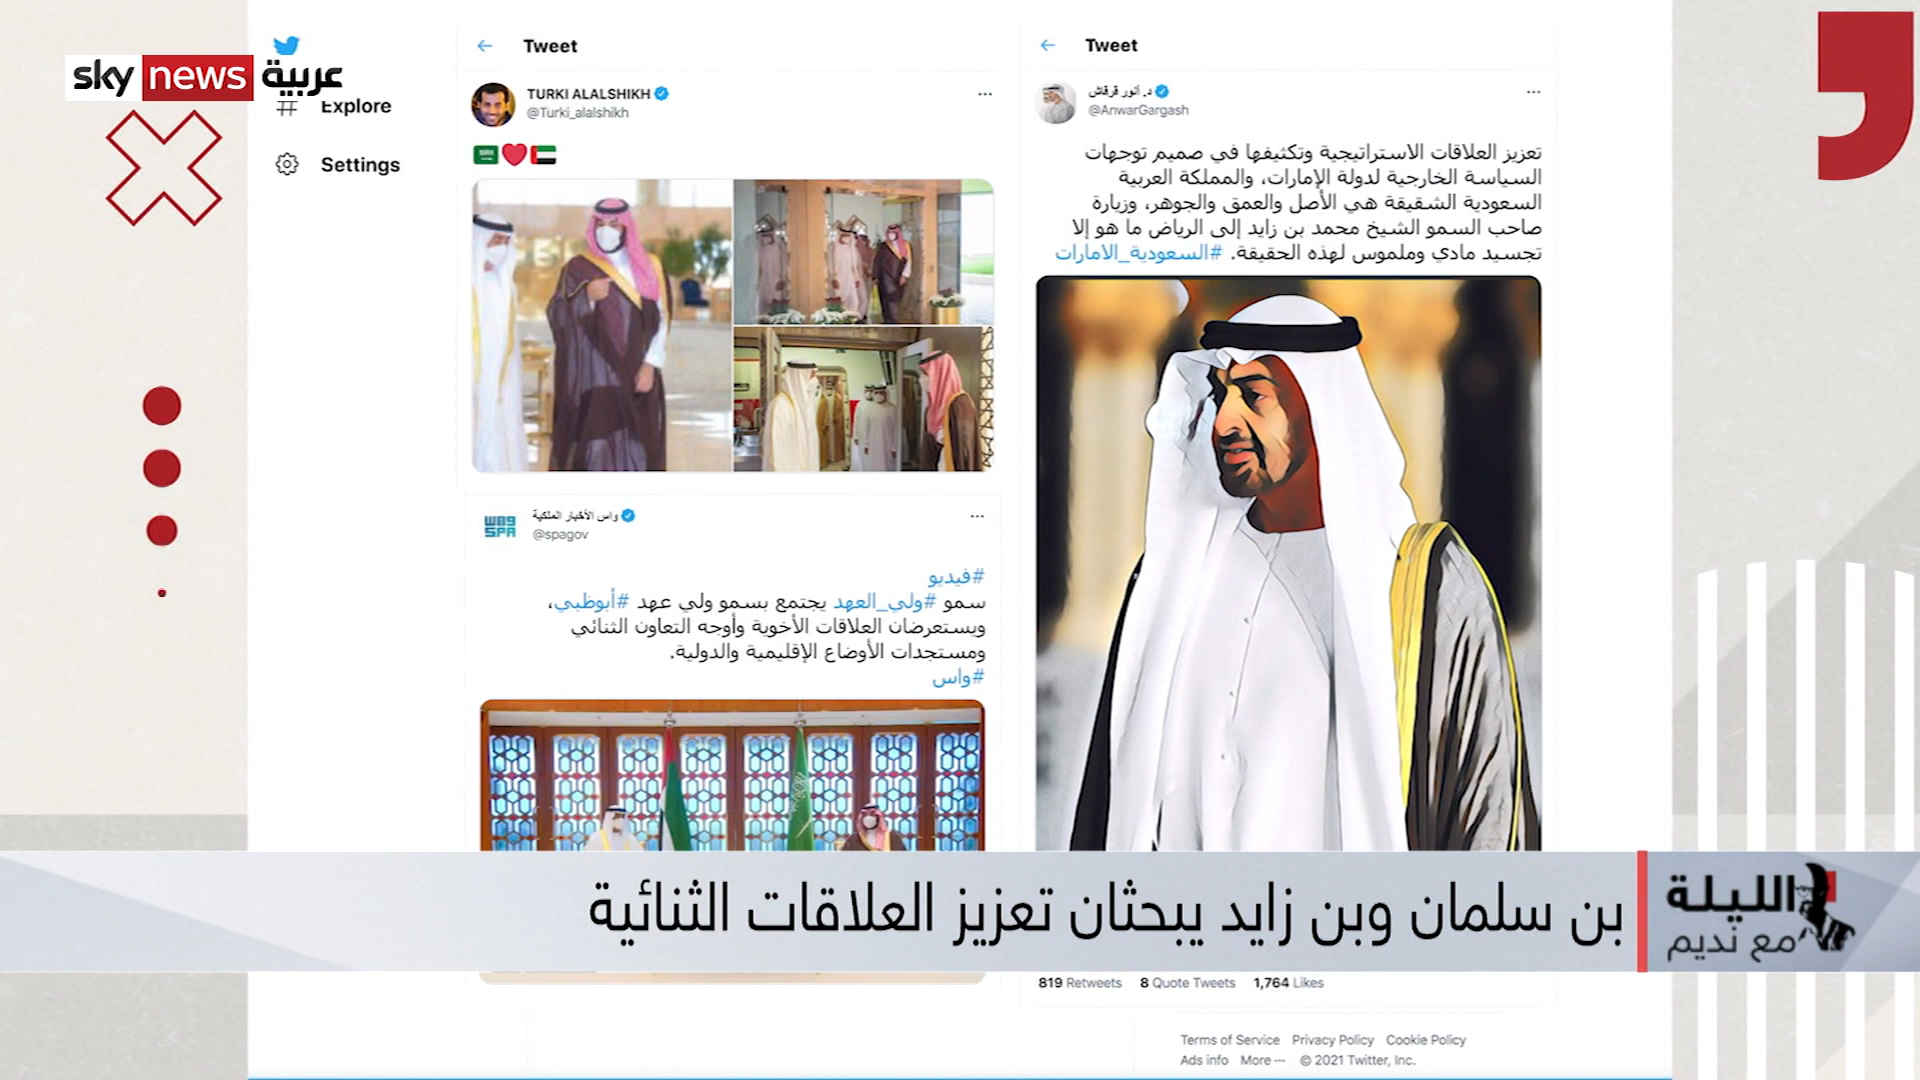 sky news عربية
Explore
Settings
Tweet
TURKI ALALSHIKH
@Turki_alalshikh
واس الأخبار الملكية
@spagov
#فيديو
سمو #ولي_العهد يجتمع بسمو ولي عهد #أبوظبي،
ويستعرضان العلاقات الأخوية وأوجه التعاون الثنائي
ومستجدات الأوضاع الإقليمية والدولية.
#واس
Tweet
د. أنور قرقاش
@AnwarGargash
تعزيز العلاقات الاستراتيجية وتكثيفها في صميم توجهات
السياسة الخارجية لدولة الإمارات، والمملكة العربية
السعودية الشقيقة هي الأصل والعمق والجوهر، وزيارة
صاحب السمو الشيخ محمد بن زايد إلى الرياض ما هو إلا
تجسيد مادي وملموس لهذه الحقيقة. #السعودية_الامارات
الليلة
مع نديم
بن سلمان وبن زايد يبحثان تعزيز العلاقات الثنائية
819 Retweets 8 Quote Tweets 1,764 Likes
Terms of Service Privacy Policy Cookie Policy
Ads info More ··· © 2021 Twitter, Inc.